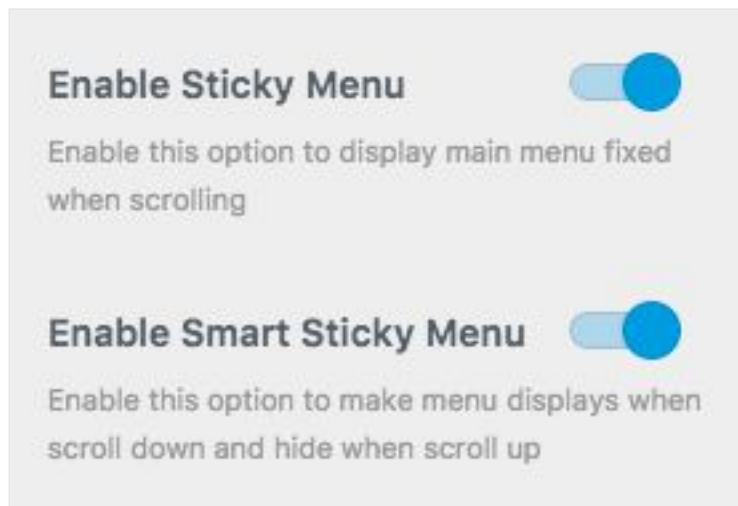 Enable Sticky Menu
Enable this option to display main menu fixed
when scrolling
Enable Smart Sticky Menu
Enable this option to make menu displays when
scroll down and hide when scroll up